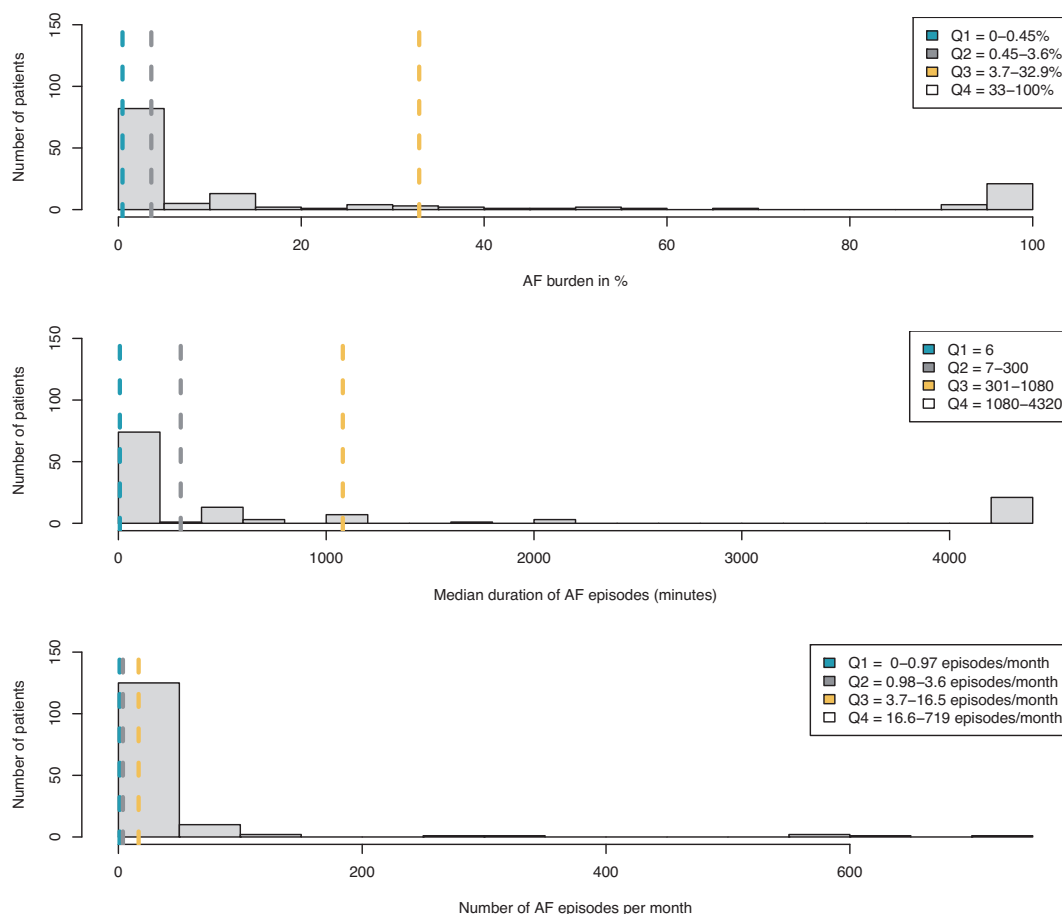 Number of patients
0
50
100
150
Q1 = 0–0.45%
Q2 = 0.45–3.6%
Q3 = 3.7–32.9%
Q4 = 33–100%
0 20 40 60 80 100
AF burden in %
Number of patients
0
50
100
150
Q1 = 6
Q2 = 7–300
Q3 = 301–1080
Q4 = 1080–4320
0 1000 2000 3000 4000
Median duration of AF episodes (minutes)
Number of patients
0
50
100
150
Q1 = 0–0.97 episodes/month
Q2 = 0.98–3.6 episodes/month
Q3 = 3.7–16.5 episodes/month
Q4 = 16.6–719 episodes/month
0 200 400 600
Number of AF episodes per month